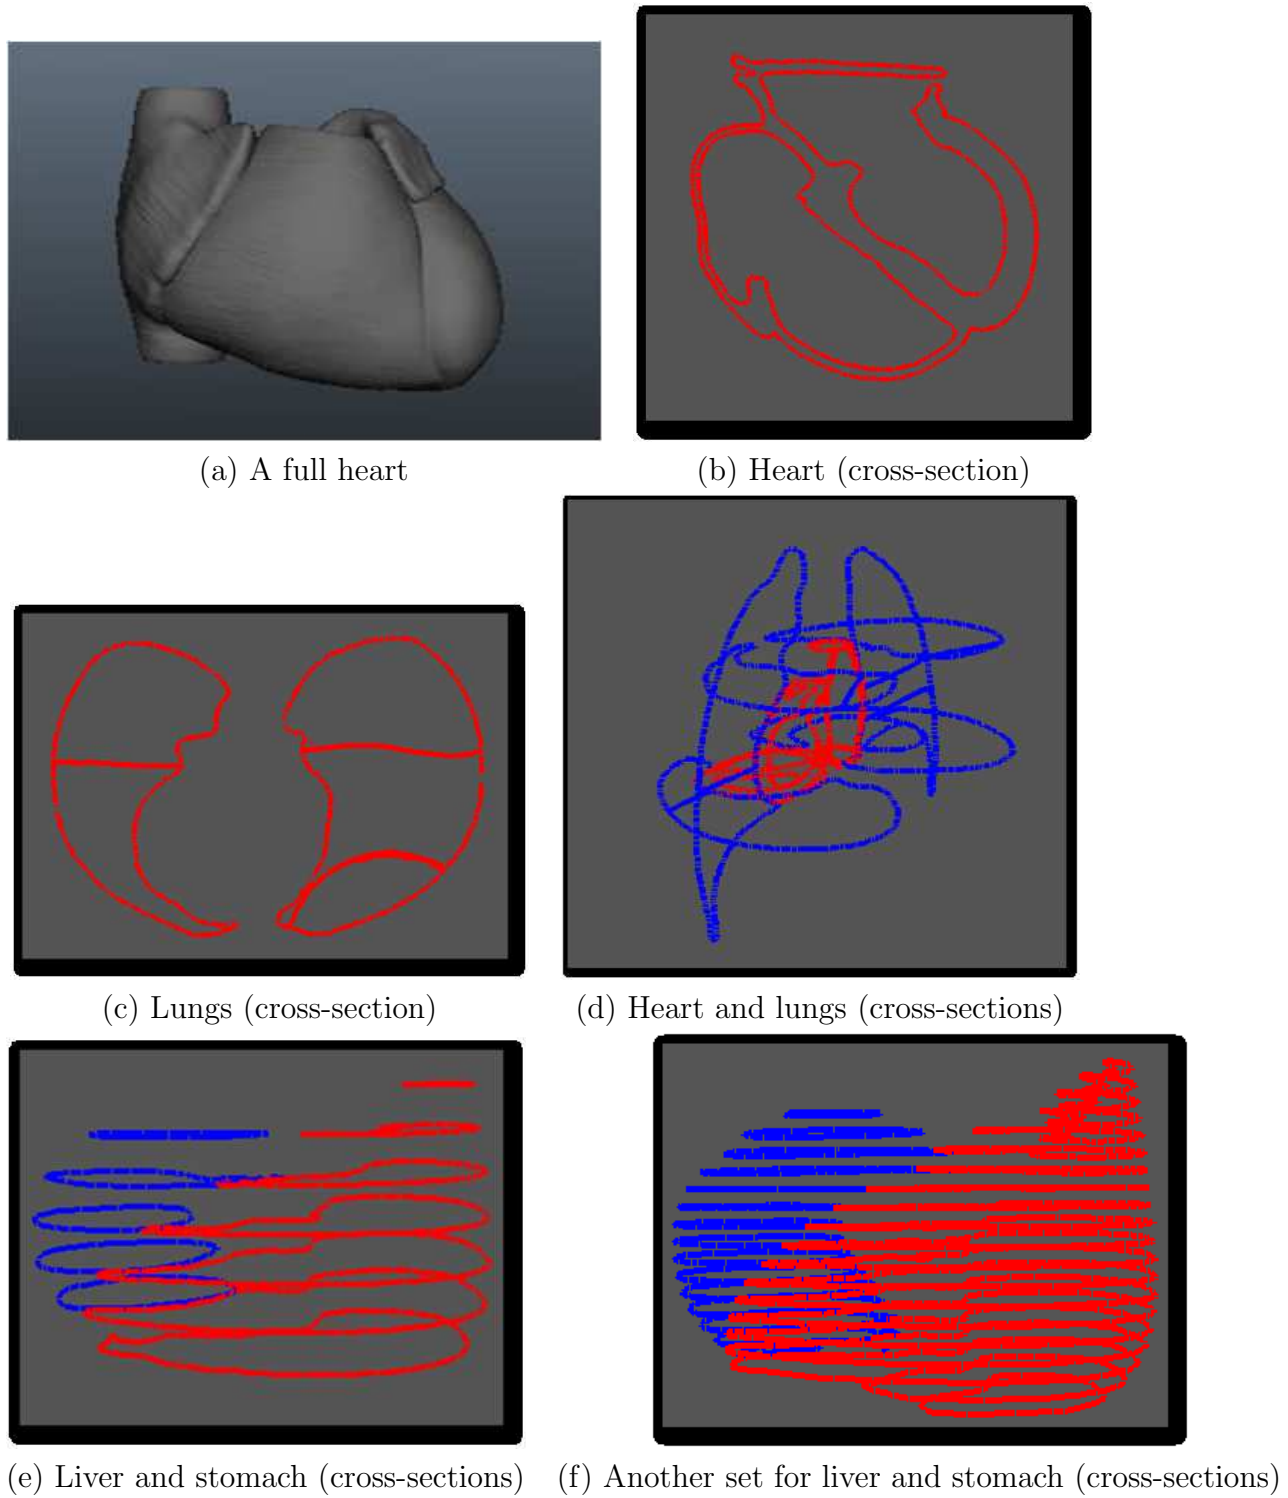 (a) A full heart
(b) Heart (cross-section)
(c) Lungs (cross-section)
(d) Heart and lungs (cross-sections)
(e) Liver and stomach (cross-sections)
(f) Another set for liver and stomach (cross-sections)